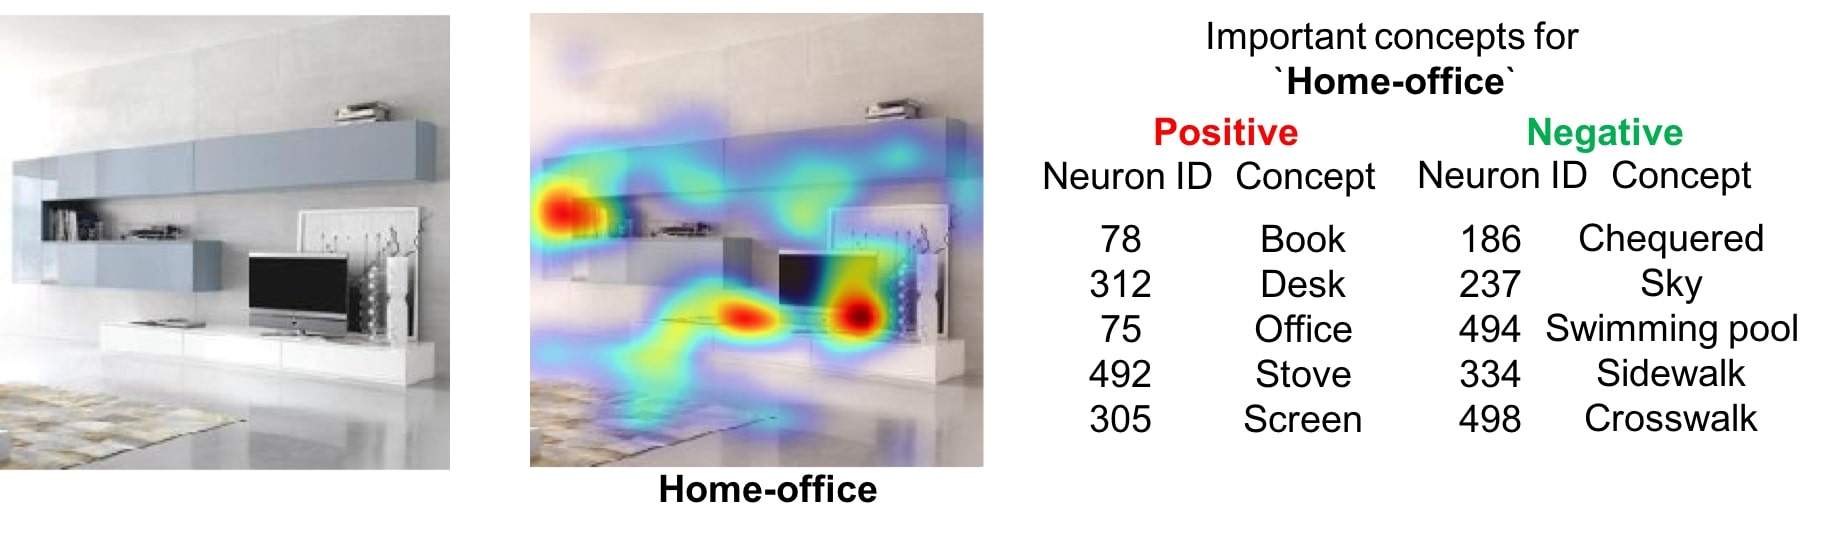 Important concepts for
`Home-office`
Positive Negative
Neuron ID Concept Neuron ID Concept
78 Book 186 Chequered
312 Desk 237 Sky
75 Office 494 Swimming pool
492 Stove 334 Sidewalk
305 Screen 498 Crosswalk
Home-office